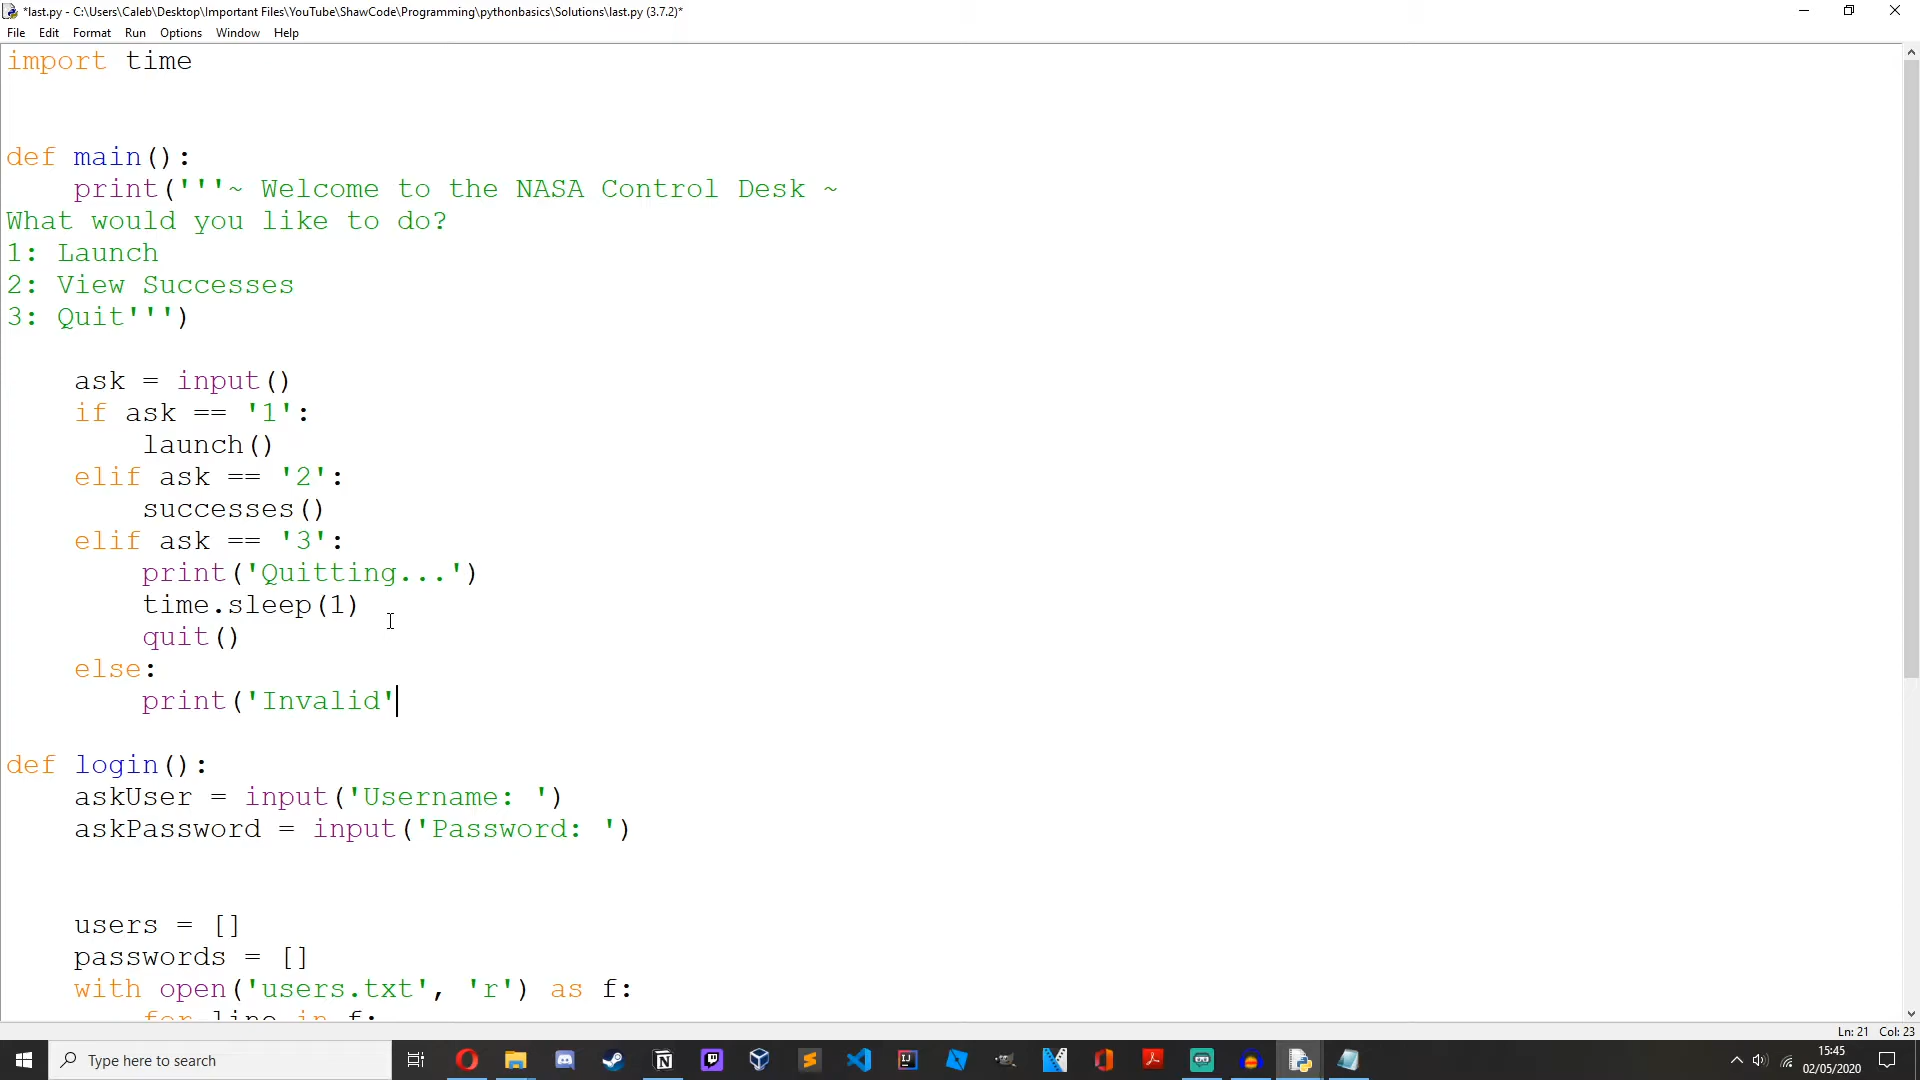 *last.py - C:\Users\Caleb\Desktop\Important Files\YouTube\ShawCode\Programming\pythonbasics\Solutions\last.py (3.7.2)*
File Edit Format Run Options Window Help
import time
def main():
    print('''~ Welcome to the NASA Control Desk ~
What would you like to do?
1: Launch
2: View Successes
3: Quit''')
    ask = input()
    if ask == '1':
        launch()
    elif ask == '2':
        successes()
    elif ask == '3':
        print('Quitting...')
        time.sleep(1)
        quit()
    else:
        print('Invalid'
def login():
    askUser = input('Username: ')
    askPassword = input('Password: ')
    users = []
    passwords = []
    with open('users.txt', 'r') as f:
        for line in f:
Ln: 21 Col: 23
Type here to search
15:45
02/05/2020